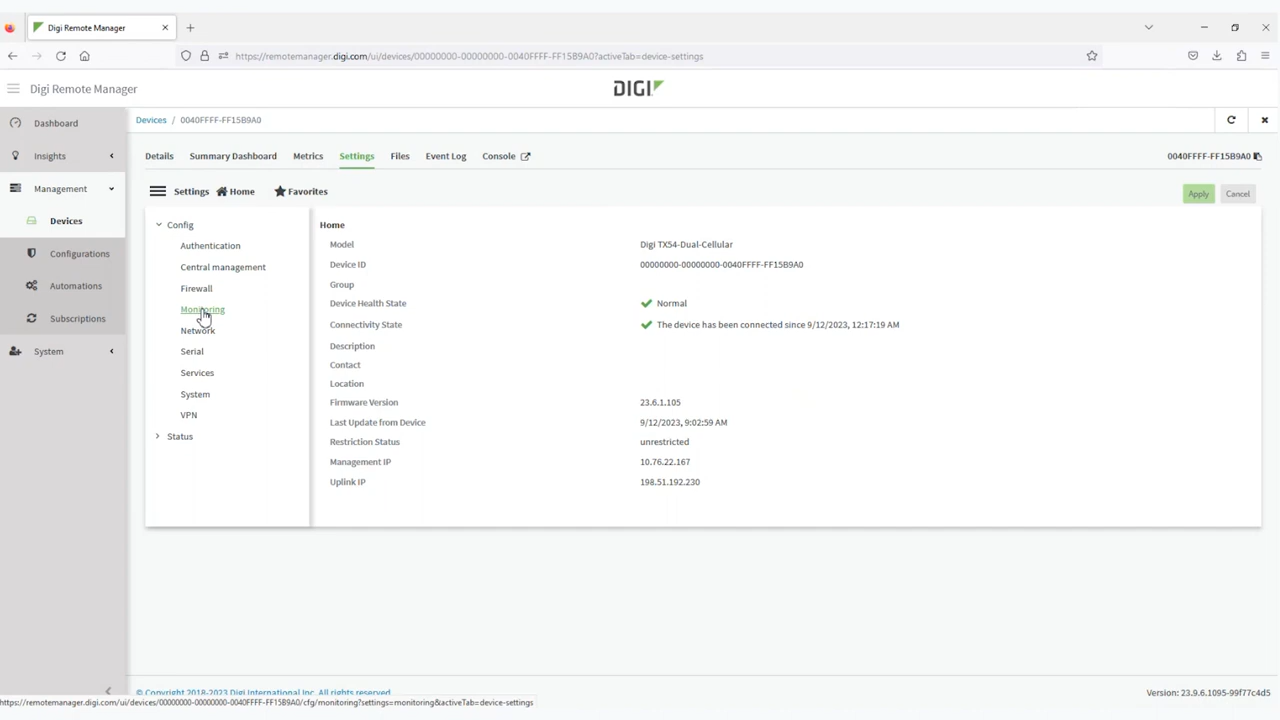 Digi Remote Manager
https://remotemanager.digi.com/ui/devices/00000000-00000000-0040FFFF-FF15B9A0?activeTab=device-settings
Digi Remote Manager
DIGI
Dashboard
Insights
Management
Devices
Configurations
Automations
Subscriptions
System
Devices / 0040FFFF-FF15B9A0
Details Summary Dashboard Metrics Settings Files Event Log Console
0040FFFF-FF15B9A0
Settings Home Favorites
Apply Cancel
Config
Authentication
Central management
Firewall
Monitoring
Network
Serial
Services
System
VPN
Status
Home
Model Digi TX54-Dual-Cellular
Device ID 00000000-00000000-0040FFFF-FF15B9A0
Group
Device Health State Normal
Connectivity State The device has been connected since 9/12/2023, 12:17:19 AM
Description
Contact
Location
Firmware Version 23.6.1.105
Last Update from Device 9/12/2023, 9:02:59 AM
Restriction Status unrestricted
Management IP 10.76.22.167
Uplink IP 198.51.192.230
© Copyright 2018-2023 Digi International Inc. All rights reserved.
Version: 23.9.6.1095-99f77c4d5
https://remotemanager.digi.com/ui/devices/00000000-00000000-0040FFFF-FF15B9A0/cfg/monitoring?settings=monitoring&activeTab=device-settings